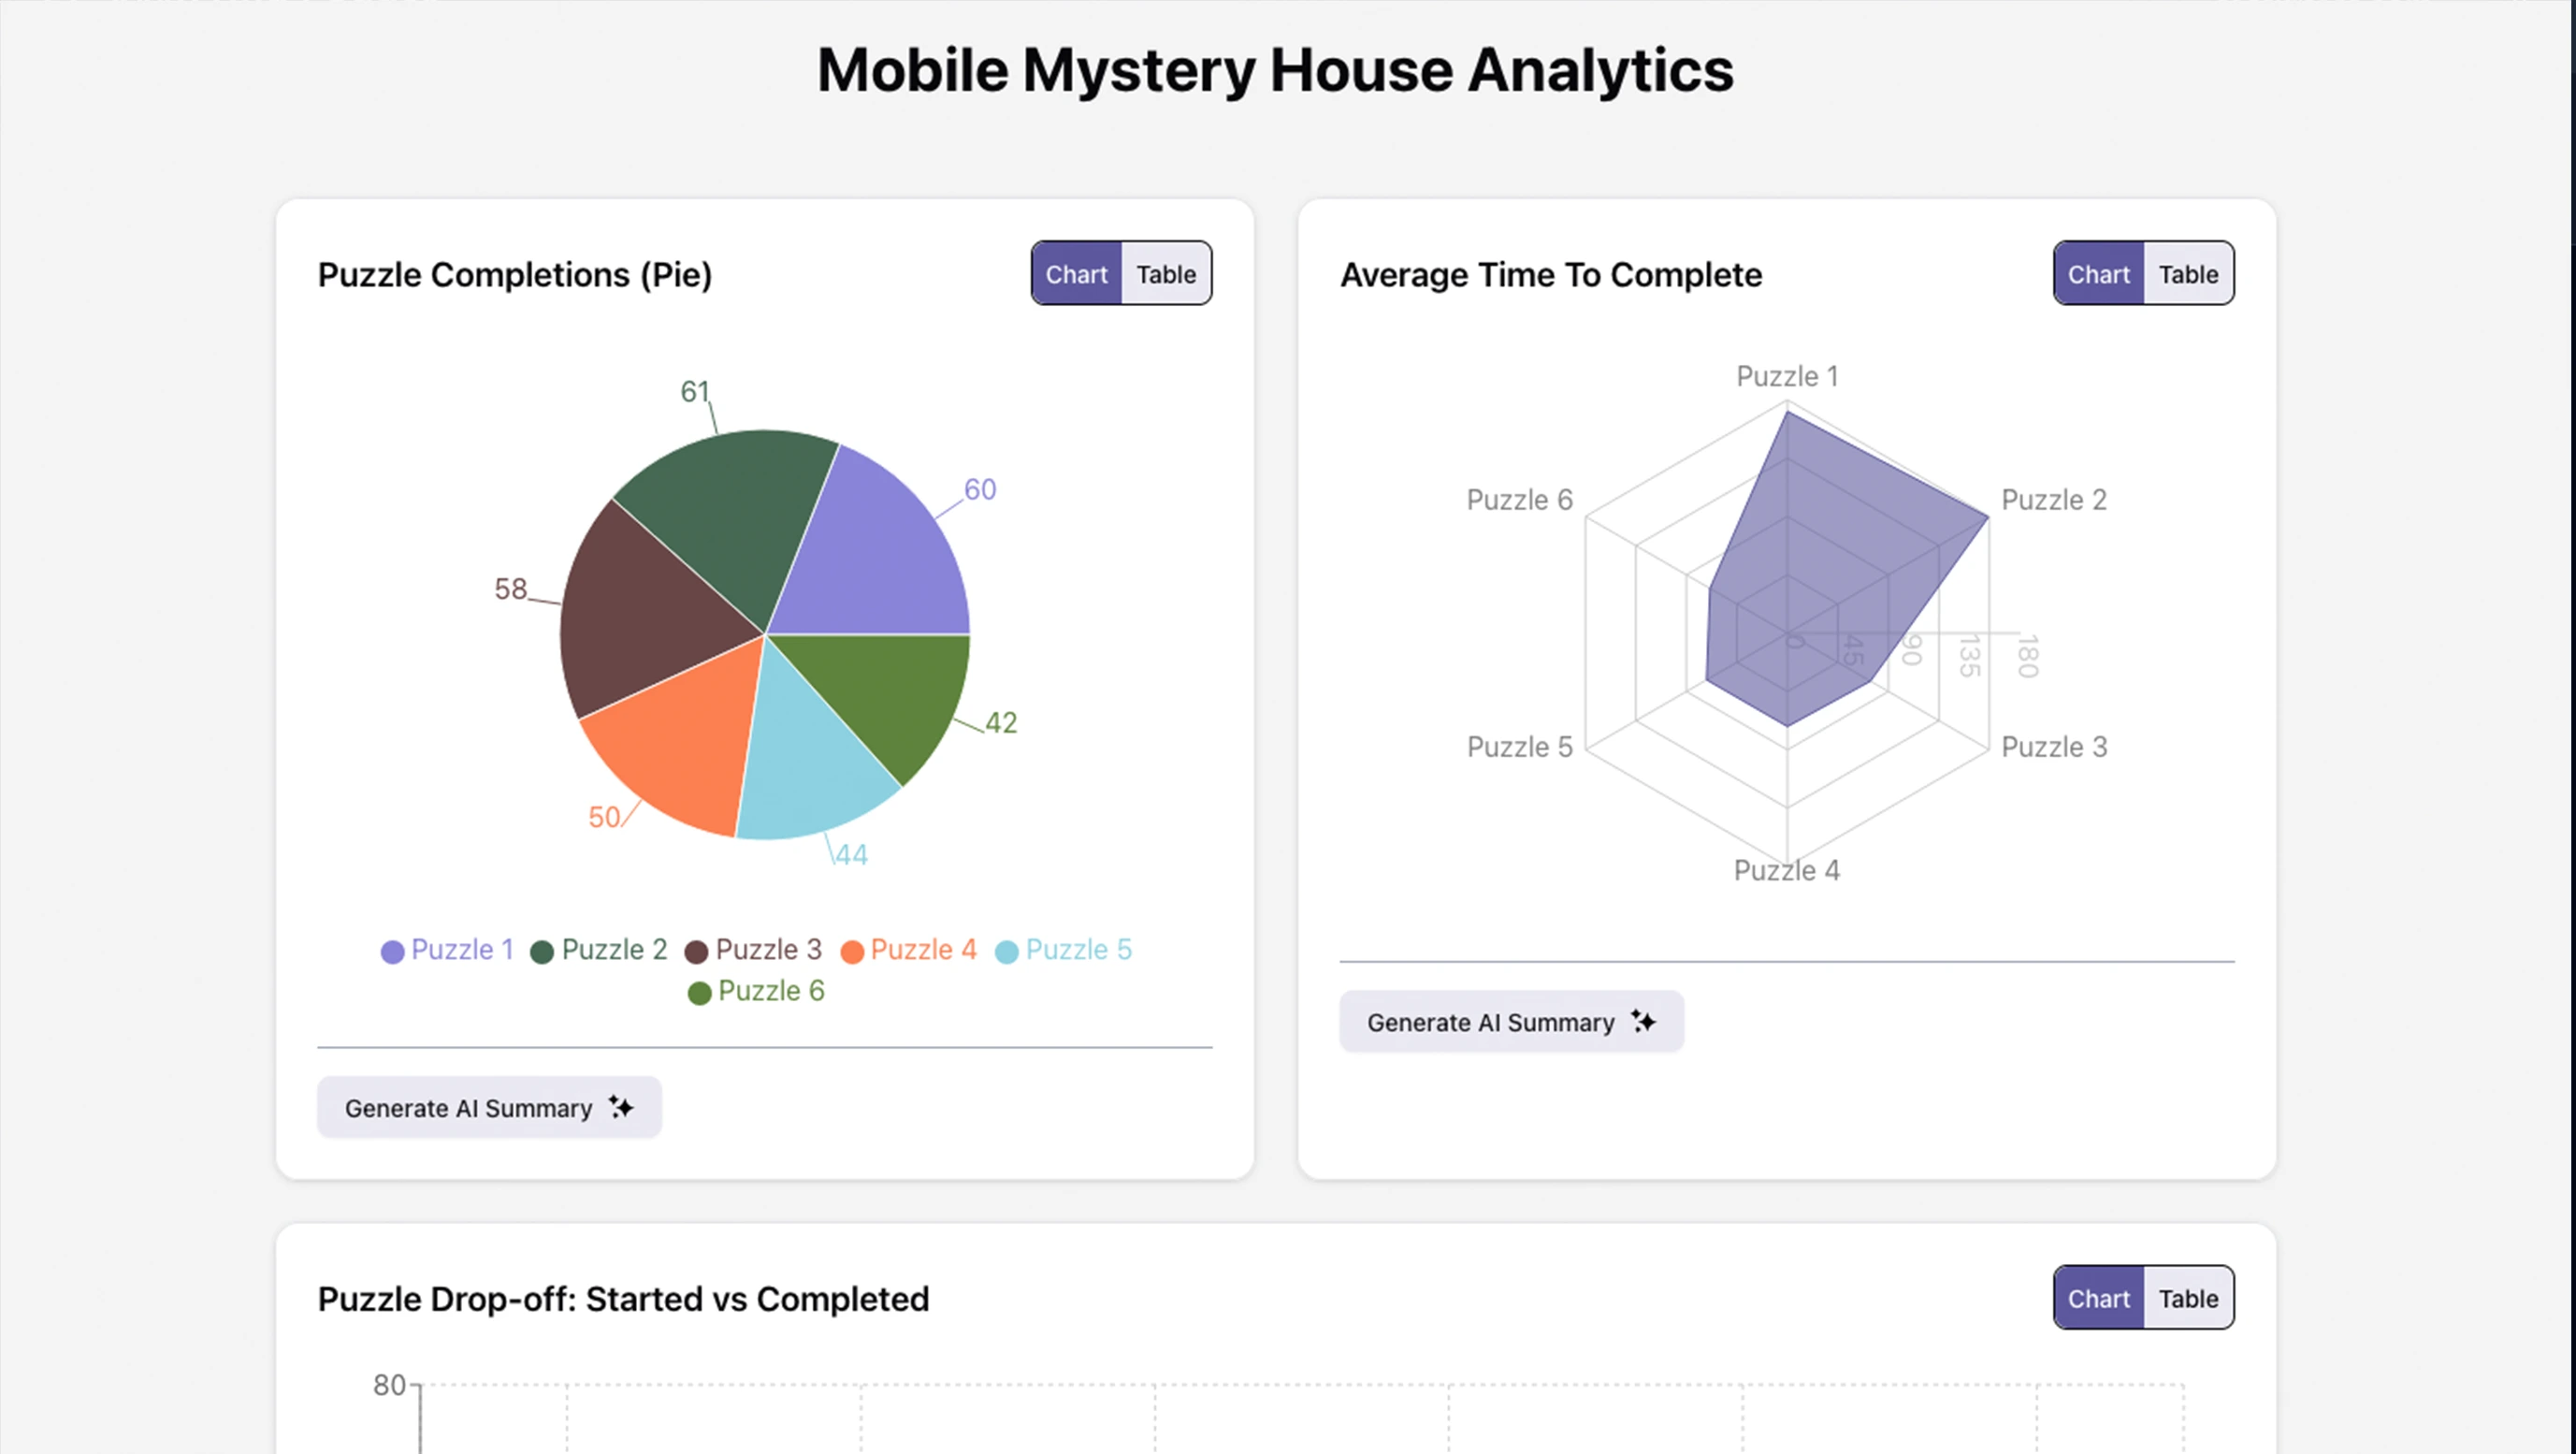 Mobile Mystery House Analytics
Puzzle Completions (Pie)
Chart Table
61
60
58
42
50
44
Puzzle 1 Puzzle 2 Puzzle 3 Puzzle 4 Puzzle 5
Puzzle 6
Generate AI Summary
Average Time To Complete
Chart Table
Puzzle 1
Puzzle 6 Puzzle 2
0 45 90 135 180
Puzzle 5 Puzzle 3
Puzzle 4
Generate AI Summary
Puzzle Drop-off: Started vs Completed
Chart Table
80